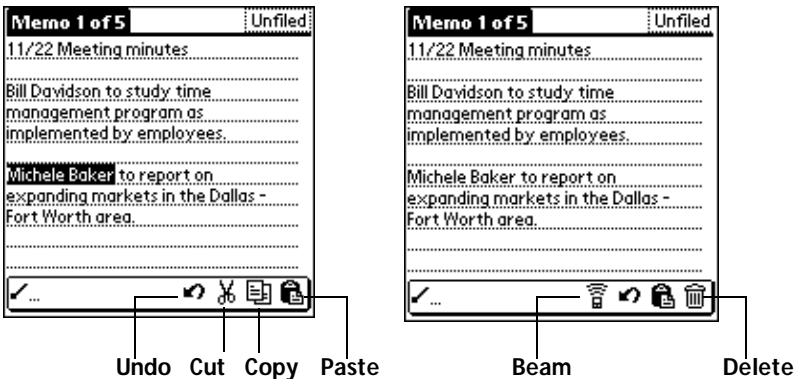 Memo 1 of 5 Unfiled
11/22 Meeting minutes
Bill Davidson to study time
management program as
implemented by employees.
Michele Baker to report on
expanding markets in the Dallas -
Fort Worth area.
...
Undo Cut Copy Paste
Memo 1 of 5 Unfiled
11/22 Meeting minutes
Bill Davidson to study time
management program as
implemented by employees.
Michele Baker to report on
expanding markets in the Dallas -
Fort Worth area.
...
Beam Delete